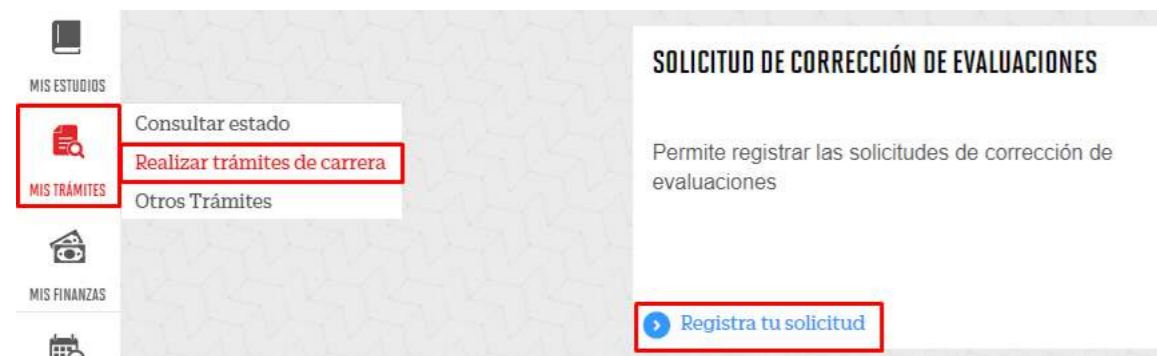 MIS ESTUDIOS
MIS TRÁMITES
MIS FINANZAS
Consultar estado
Realizar trámites de carrera
Otros Trámites
SOLICITUD DE CORRECCIÓN DE EVALUACIONES
Permite registrar las solicitudes de corrección de
evaluaciones
Registra tu solicitud